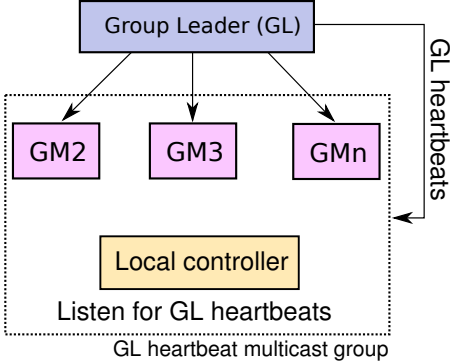 Group Leader (GL)
GL heartbeats
GM2
GM3
GMn
Local controller
Listen for GL heartbeats
GL heartbeat multicast group